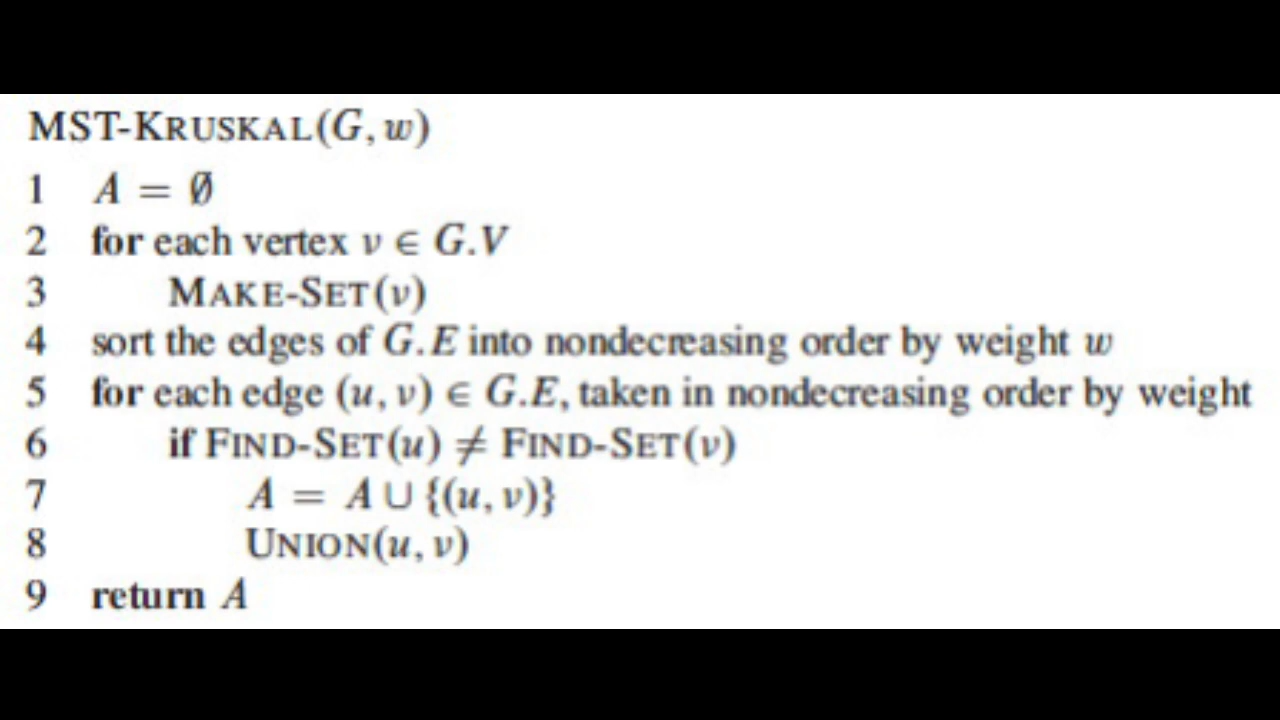 MST-KRUSKAL(G, w)
1 A = ∅
2 for each vertex v ∈ G.V
3 MAKE-SET(v)
4 sort the edges of G.E into nondecreasing order by weight w
5 for each edge (u, v) ∈ G.E, taken in nondecreasing order by weight
6 if FIND-SET(u) ≠ FIND-SET(v)
7 A = A ∪ {(u, v)}
8 UNION(u, v)
9 return A